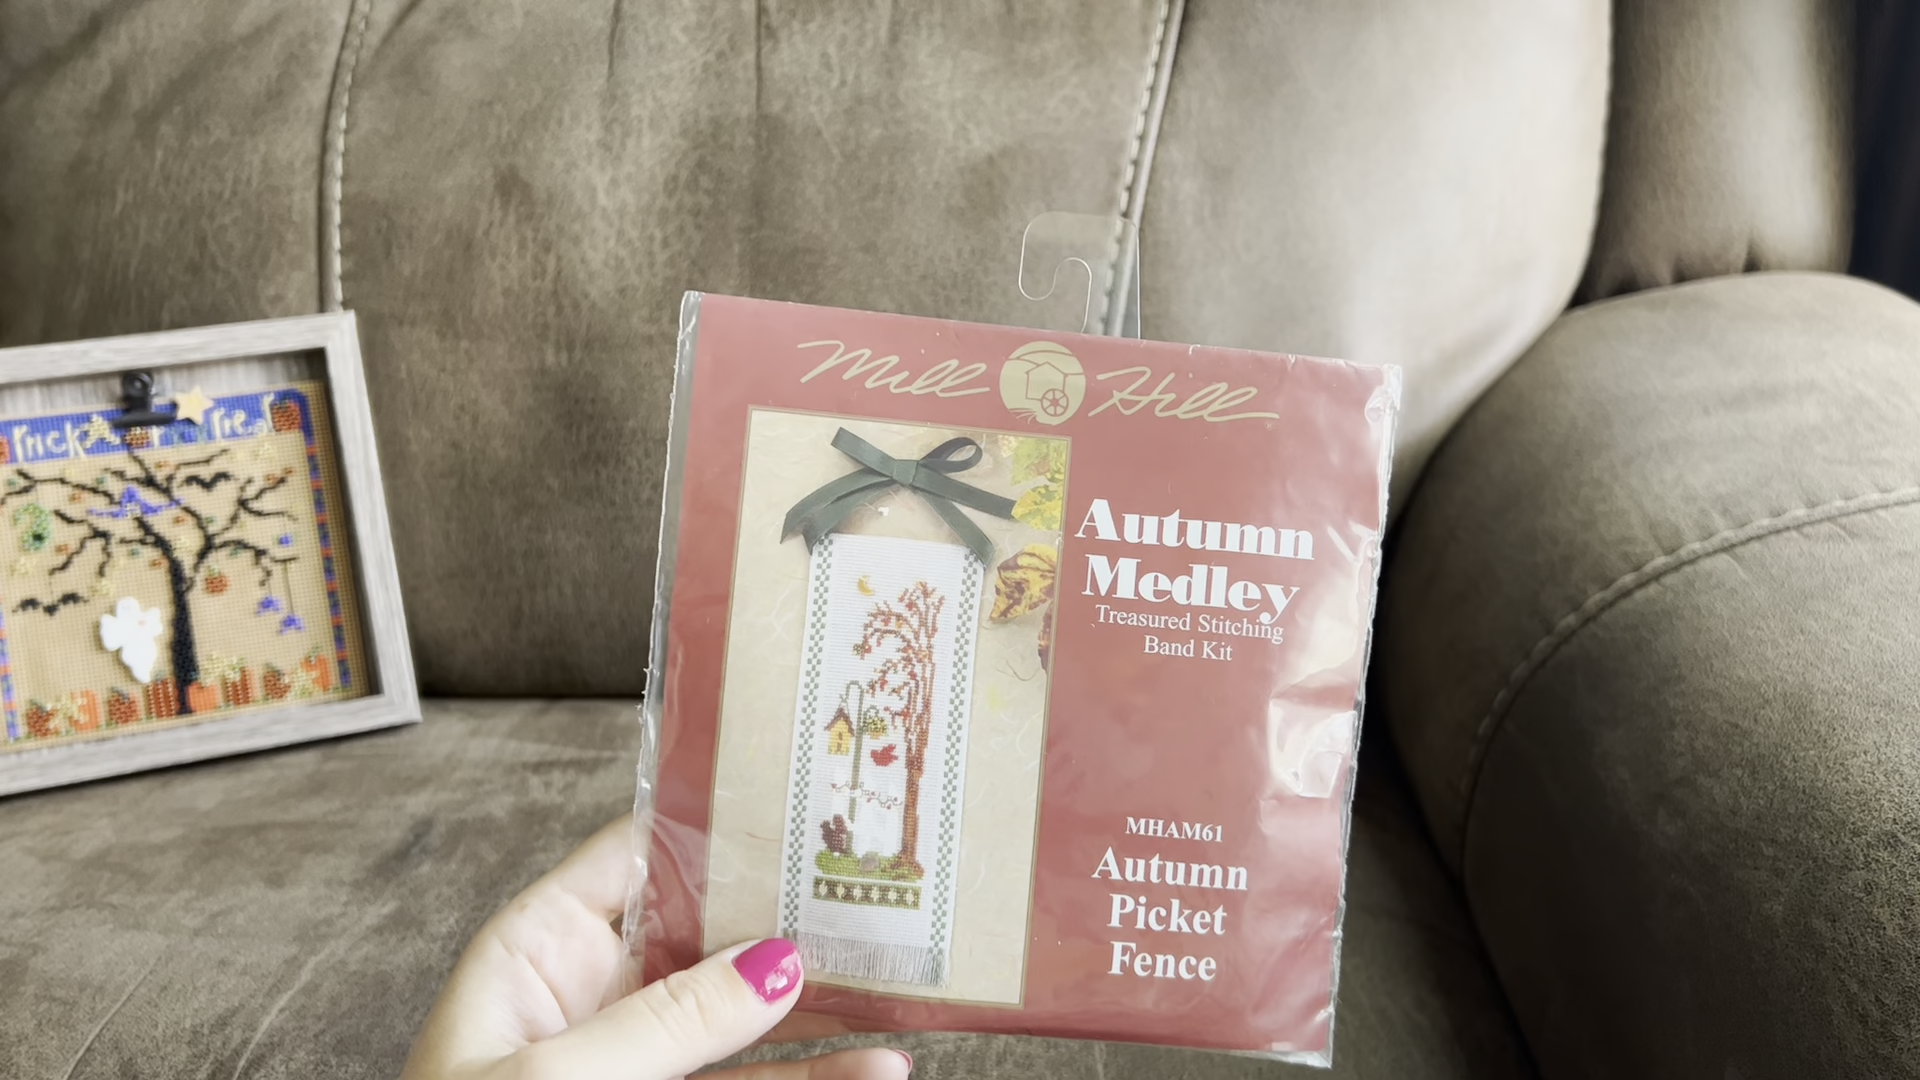 Mill Hill
Autumn
Medley
Treasured Stitching
Band Kit
MHAM61
Autumn
Picket
Fence